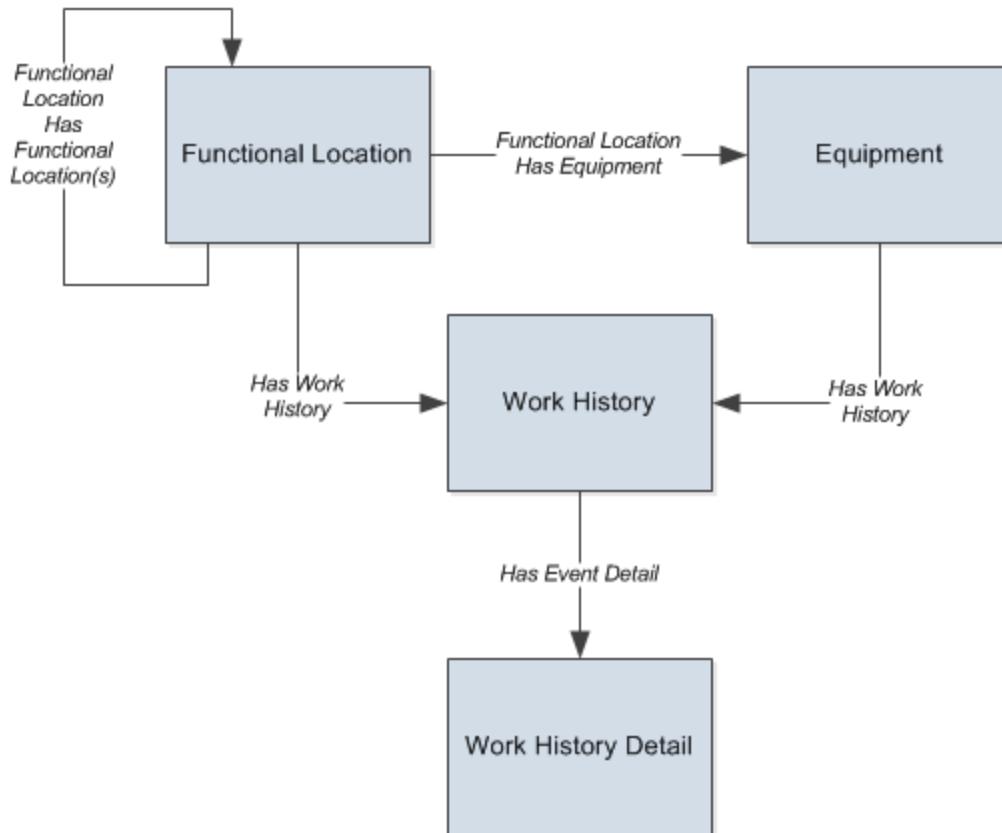 Functional
Location
Has
Functional
Location(s)
Functional Location
Functional Location
Has Equipment
Equipment
Has Work
History
Work History
Has Work
History
Has Event Detail
Work History Detail